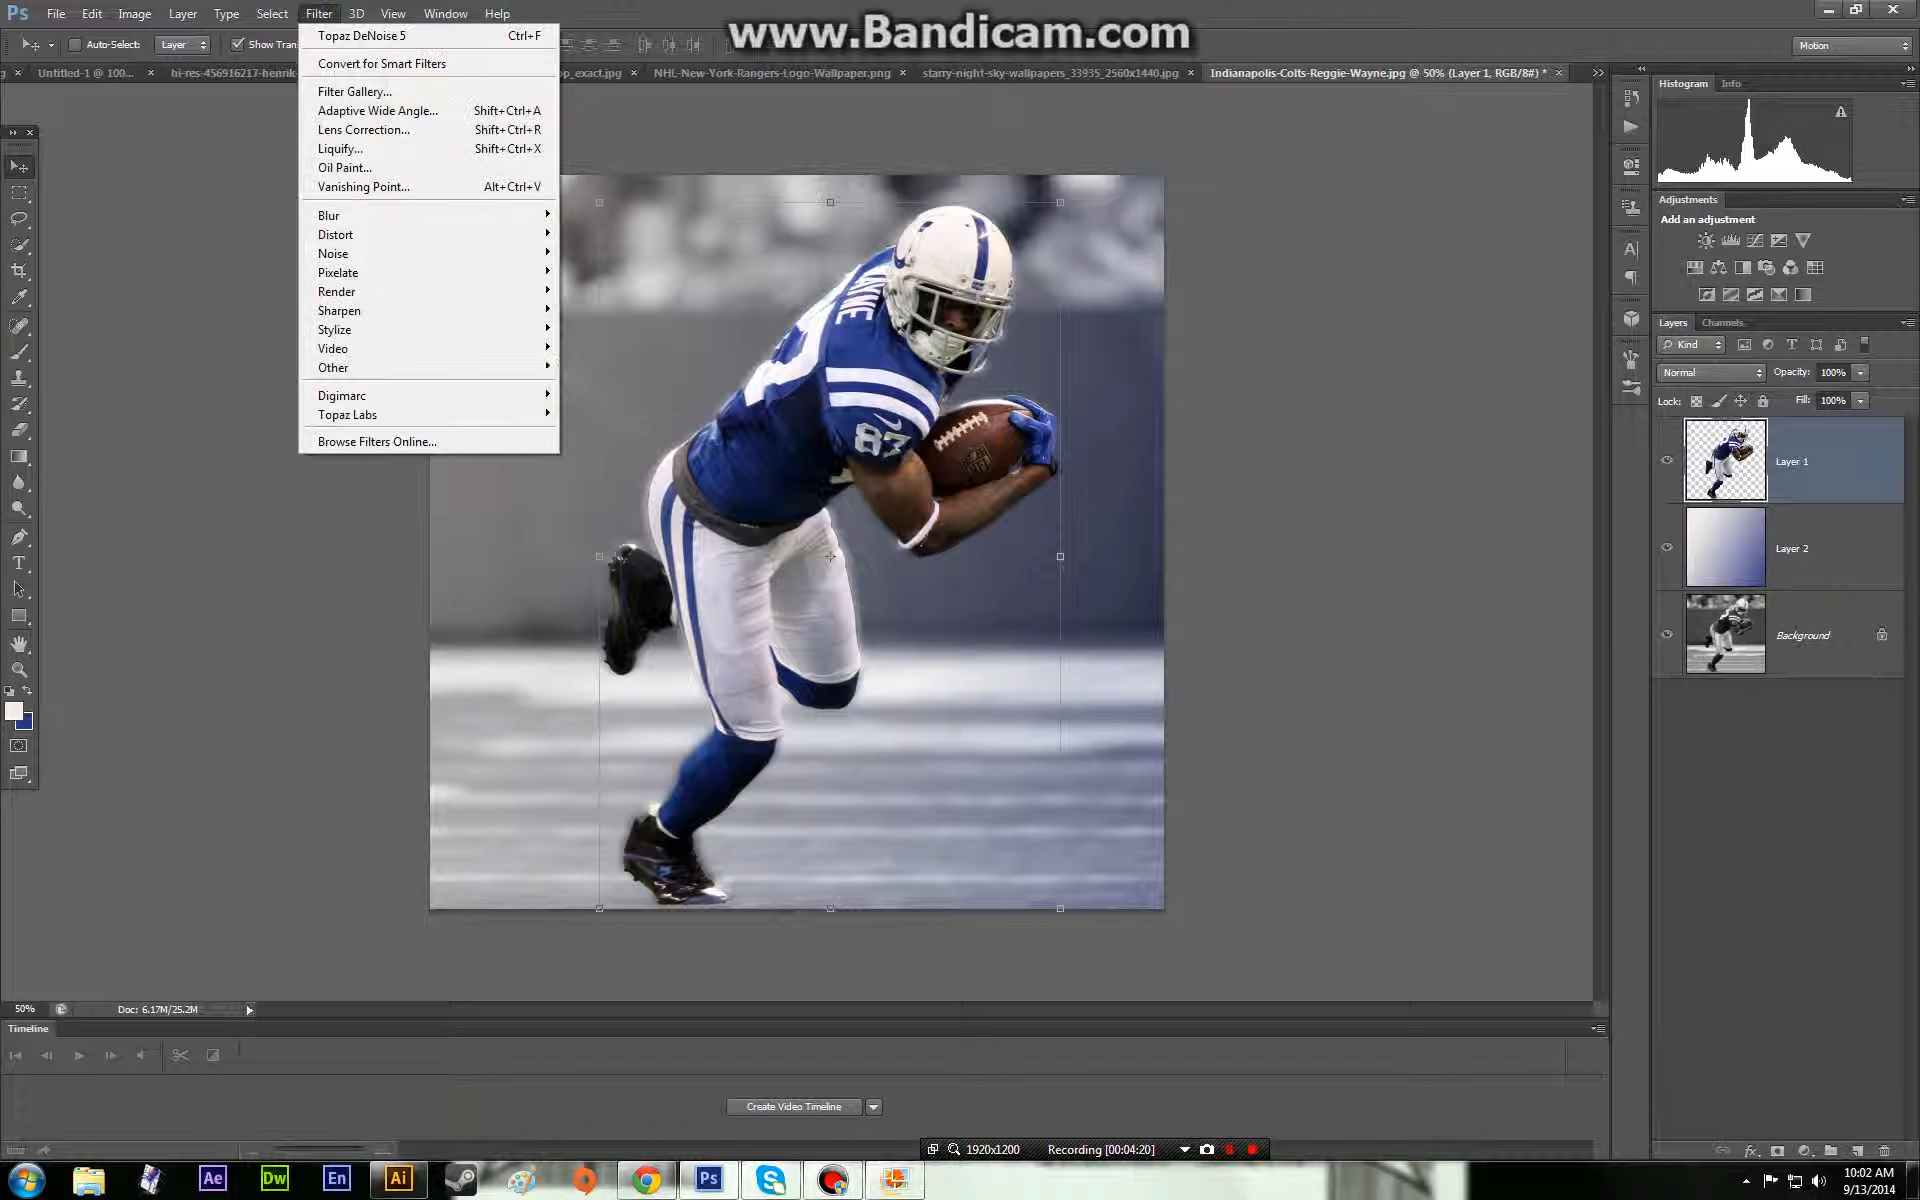 Ps File Edit Image Layer Type Select Filter 3D View Window Help
www.Bandicam.com
Auto-Select: Layer Show Tran
Motion
Untitled-1 @ 100... × hi-res-456916217-henrik- p_exact.jpg × NHL-New-York-Rangers-Logo-Wallpaper.png × starry-night-sky-wallpapers_33935_2560x1440.jpg × Indianapolis-Colts-Reggie-Wayne.jpg @ 50% (Layer 1, RGB/8#) * ×
Topaz DeNoise 5 Ctrl+F
Convert for Smart Filters
Filter Gallery...
Adaptive Wide Angle... Shift+Ctrl+A
Lens Correction... Shift+Ctrl+R
Liquify... Shift+Ctrl+X
Oil Paint...
Vanishing Point... Alt+Ctrl+V
Blur
Distort
Noise
Pixelate
Render
Sharpen
Stylize
Video
Other
Digimarc
Topaz Labs
Browse Filters Online...
WAYNE
87
NFL
Histogram Info
Adjustments
Add an adjustment
Layers Channels
Kind
Normal Opacity: 100%
Lock: Fill: 100%
Layer 1
Layer 2
Background
50% Doc: 6.17M/25.2M
Timeline
Create Video Timeline
1920x1200 Recording [00:04:20]
Ae Dw En Ai Ps
10:02 AM
9/13/2014